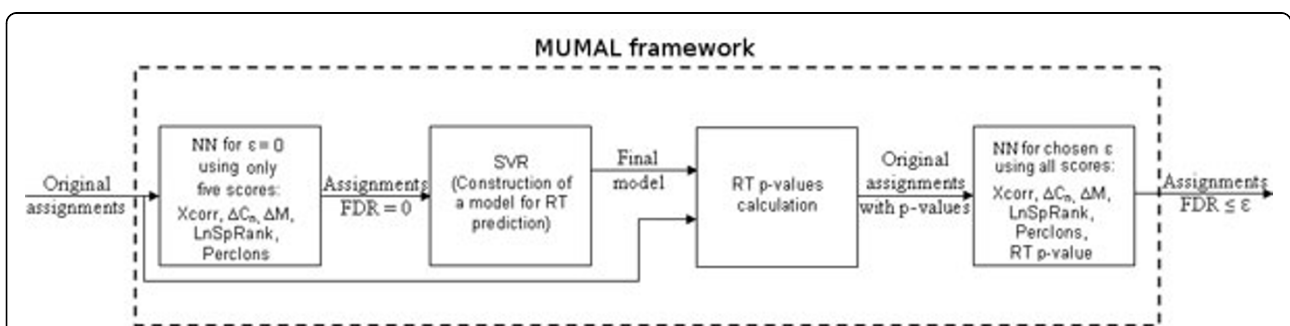 MUMAL framework
Original
assignments
NN for ε = 0
using only
five scores:
Xcorr, ΔCn, ΔM,
LnSpRank,
PercIons
Assignments
FDR = 0
SVR
(Construction of
a model for RT
prediction)
Final
model
RT p-values
calculation
Original
assignments
with p-values
NN for chosen ε
using all scores:
Xcorr, ΔCn, ΔM,
LnSpRank,
PercIons,
RT p-value
Assignments
FDR ≤ ε